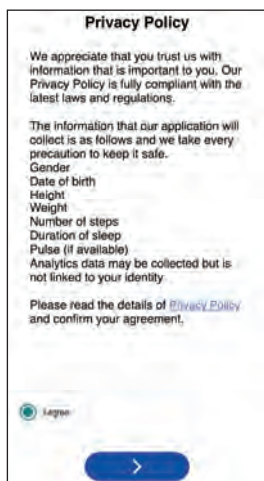 Privacy Policy
We appreciate that you trust us with
information that is important to you. Our
Privacy Policy is fully compliant with the
latest laws and regulations.
The information that our application will
collect is as follows and we take every
precaution to keep it safe.
Gender
Date of birth
Height
Weight
Number of steps
Duration of sleep
Pulse (if available)
Analytics data may be collected but is
not linked to your identity
Please read the details of Privacy Policy
and confirm your agreement.
I agree